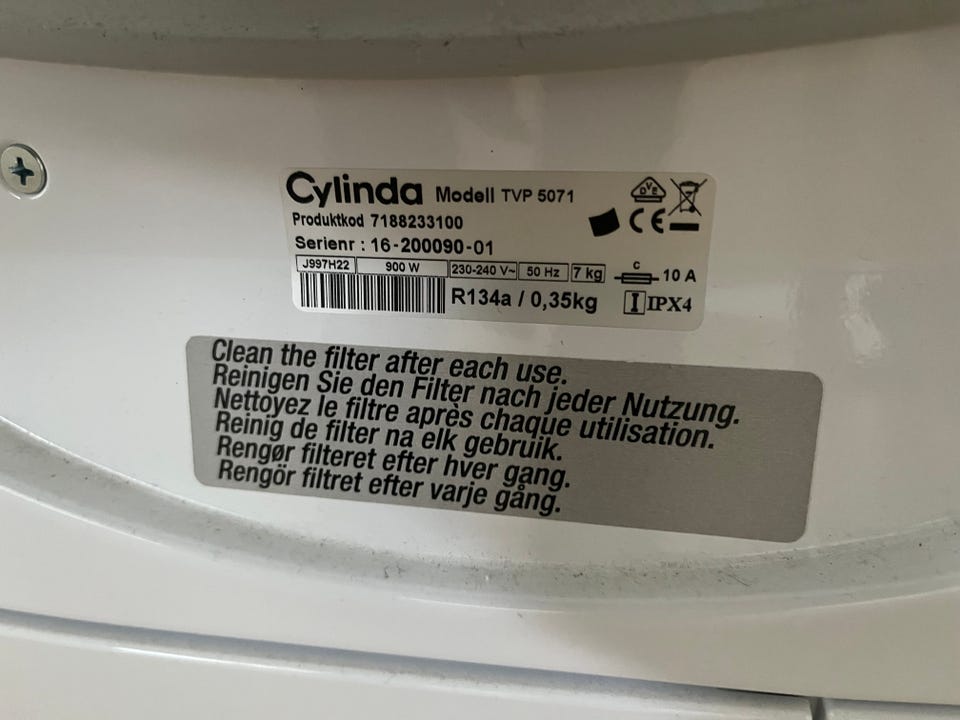 Cylinda Modell TVP 5071
Produktkod 7188233100
Serienr : 16-200090-01
J997H22 900 W 230-240 V~ 50 Hz 7 kg C 10 A
R134a / 0,35kg I IPX4
OVE
CE
Clean the filter after each use.
Reinigen Sie den Filter nach jeder Nutzung.
Nettoyez le filtre après chaque utilisation.
Reinig de filter na elk gebruik.
Rengør filteret efter hver gang.
Rengör filtret efter varje gång.